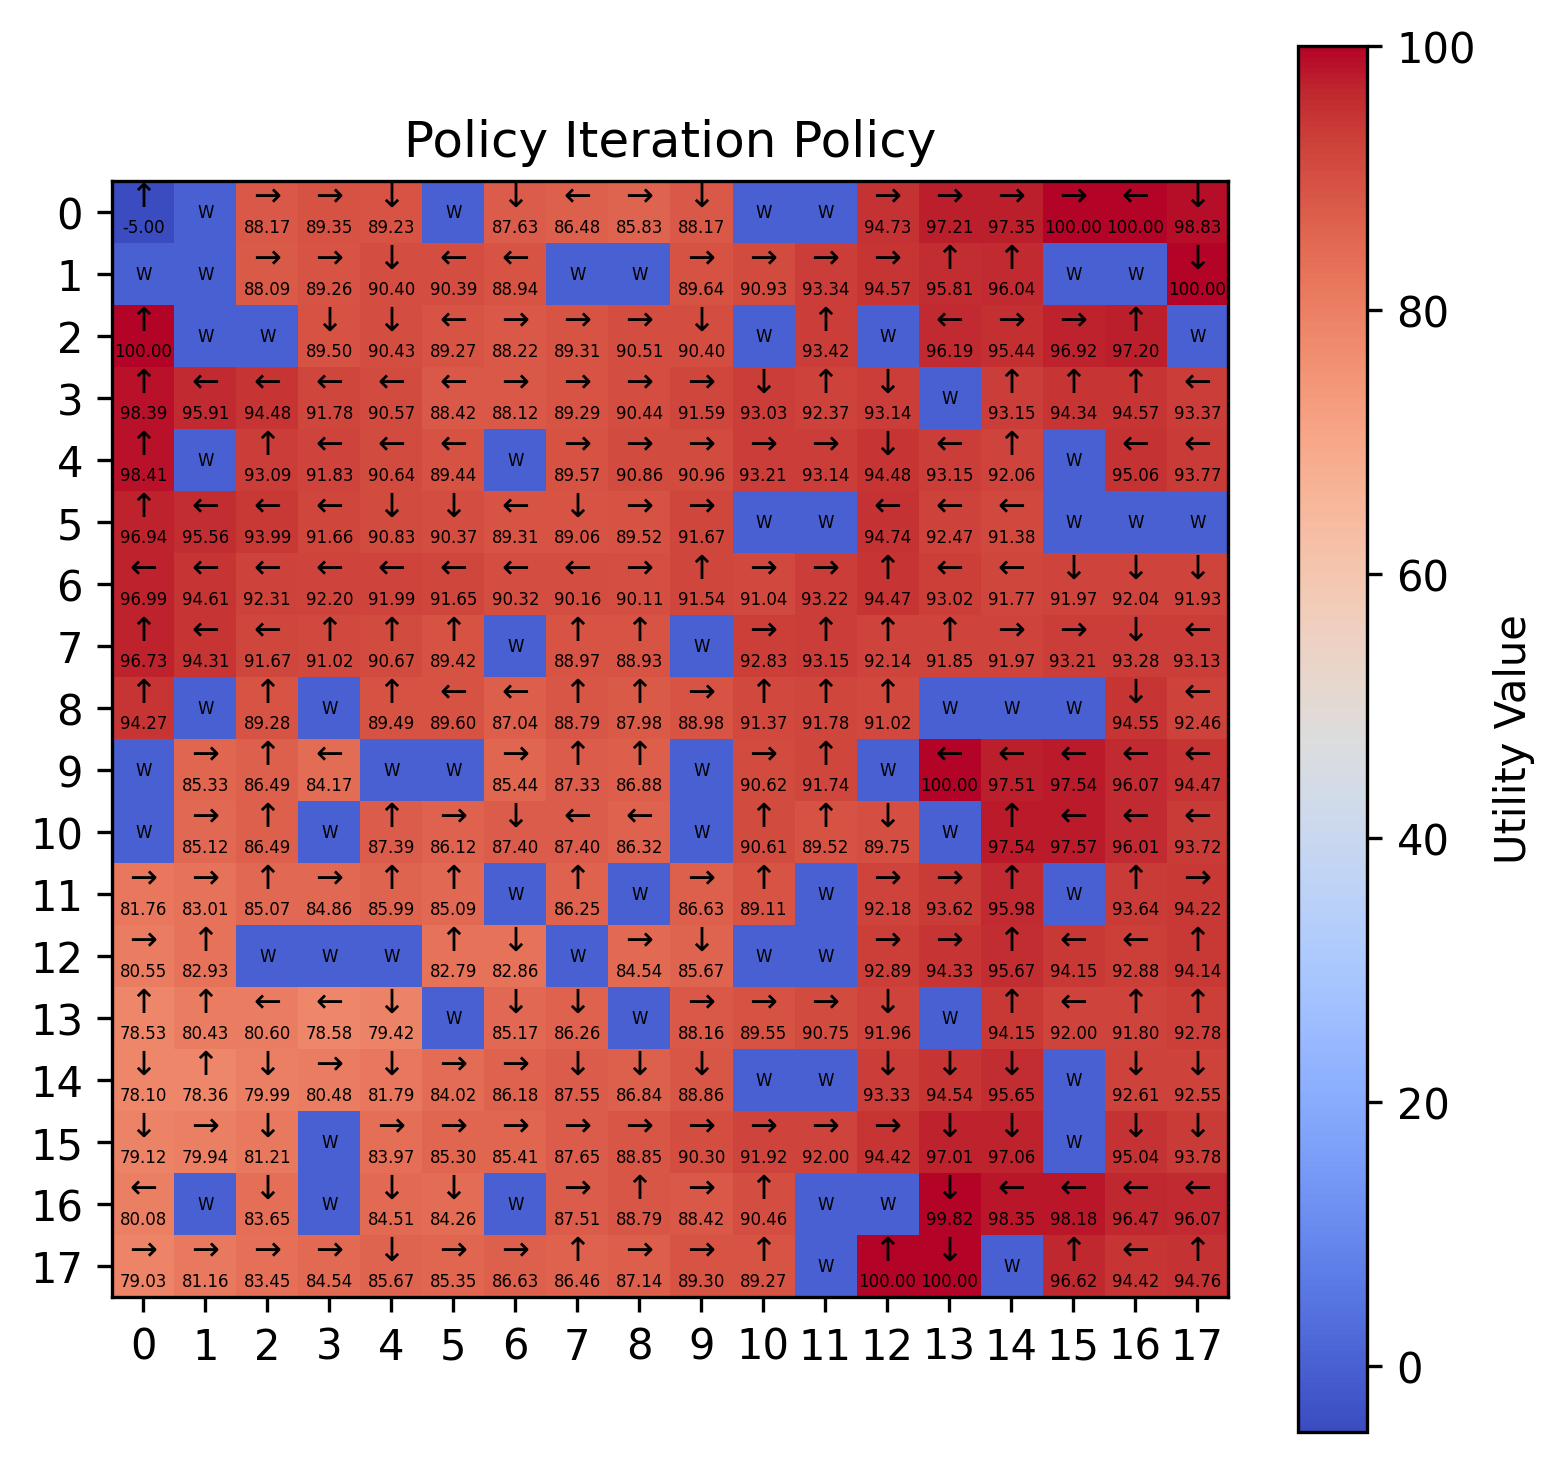 Policy Iteration Policy
0 ↑ W → → ↓ W ↓ ← → ↓ W W → → → → ← ↓
-5.00 88.17 89.35 89.23 87.63 86.48 85.83 88.17 94.73 97.21 97.35 100.00 100.00 98.83
1 W W → → ↓ ← ← W W → → → → ↑ ↑ W W ↓
88.09 89.26 90.40 90.39 88.94 89.64 90.93 93.34 94.57 95.81 96.04 100.00
2 ↑ W W ↓ ↓ ← → → → ↓ W ↑ W ← → → ↑ W
100.00 89.50 90.43 89.27 88.22 89.31 90.51 90.40 93.42 96.19 95.44 96.92 97.20
3 ↑ ← ← ← ← ← → → → → ↓ ↑ ↓ W ↑ ↑ ↑ ←
98.39 95.91 94.48 91.78 90.57 88.42 88.12 89.29 90.44 91.59 93.03 92.37 93.14 93.15 94.34 94.57 93.37
4 ↑ W ↑ ← ← ← W → → → → → ↓ ← ↑ W ← ←
98.41 93.09 91.83 90.64 89.44 89.57 90.86 90.96 93.21 93.14 94.48 93.15 92.06 95.06 93.77
5 ↑ ← ← ← ↓ ↓ ← ↓ → → W W ← ← ← W W W
96.94 95.56 93.99 91.66 90.83 90.37 89.31 89.06 89.52 91.67 94.74 92.47 91.38
6 ← ← ← ← ← ← ← ← → ↑ → → ↑ ← ← ↓ ↓ ↓
96.99 94.61 92.31 92.20 91.99 91.65 90.32 90.16 90.11 91.54 91.04 93.22 94.47 93.02 91.77 91.97 92.04 91.93
7 ↑ ← ← ↑ ↑ ↑ W ↑ ↑ W → ↑ ↑ ↑ → → ↓ ←
96.73 94.31 91.67 91.02 90.67 89.42 88.97 88.93 92.83 93.15 92.14 91.85 91.97 93.21 93.28 93.13
8 ↑ W ↑ W ↑ ← ← ↑ ↑ → ↑ ↑ ↑ W W W ↓ ←
94.27 89.28 89.49 89.60 87.04 88.79 87.98 88.98 91.37 91.78 91.02 94.55 92.46
9 W → ↑ ← W W → ↑ ↑ W → ↑ W ← ← ← ← ←
85.33 86.49 84.17 85.44 87.33 86.88 90.62 91.74 100.00 97.51 97.54 96.07 94.47
10 W → ↑ W ↑ → ↓ ← ← W ↑ ↑ ↓ W ↑ ← ← ←
85.12 86.49 87.39 86.12 87.40 87.40 86.32 90.61 89.52 89.75 97.54 97.57 96.01 93.72
11 → → ↑ → ↑ ↑ W ↑ W → ↑ W → → ↑ W ↑ →
81.76 83.01 85.07 84.86 85.99 85.09 86.25 86.63 89.11 92.18 93.62 95.98 93.64 94.22
12 → ↑ W W W ↑ ↓ W → ↓ W W → → ↑ ← ← ↑
80.55 82.93 82.79 82.86 84.54 85.67 92.89 94.33 95.67 94.15 92.88 94.14
13 ↑ ↑ ← ← ↓ W ↓ ↓ W → → → ↓ W ↑ ← ↑ ↑
78.53 80.43 80.60 78.58 79.42 85.17 86.26 88.16 89.55 90.75 91.96 94.15 92.00 91.80 92.78
14 ↓ ↑ ↓ → ↓ → → ↓ ↓ ↓ W W ↓ ↓ ↓ W ↓ ↓
78.10 78.36 79.99 80.48 81.79 84.02 86.18 87.55 86.84 88.86 93.33 94.54 95.65 92.61 92.55
15 ↓ → ↓ W → → → → → → → → → ↓ ↓ W ↓ ↓
79.12 79.94 81.21 83.97 85.30 85.41 87.65 88.85 90.30 91.92 92.00 94.42 97.01 97.06 95.04 93.78
16 ← W ↓ W ↓ ↓ W → ↑ → ↑ W W ↓ ← ← ← ←
80.08 83.65 84.51 84.26 87.51 88.79 88.42 90.46 99.82 98.35 98.18 96.47 96.07
17 → → → → ↓ → → ↑ → → ↑ W ↑ ↓ W ↑ ← ↑
79.03 81.16 83.45 84.54 85.67 85.35 86.63 86.46 87.14 89.30 89.27 100.00 100.00 96.62 94.42 94.76
0 1 2 3 4 5 6 7 8 9 10 11 12 13 14 15 16 17
100
80
60
40
20
0
Utility Value